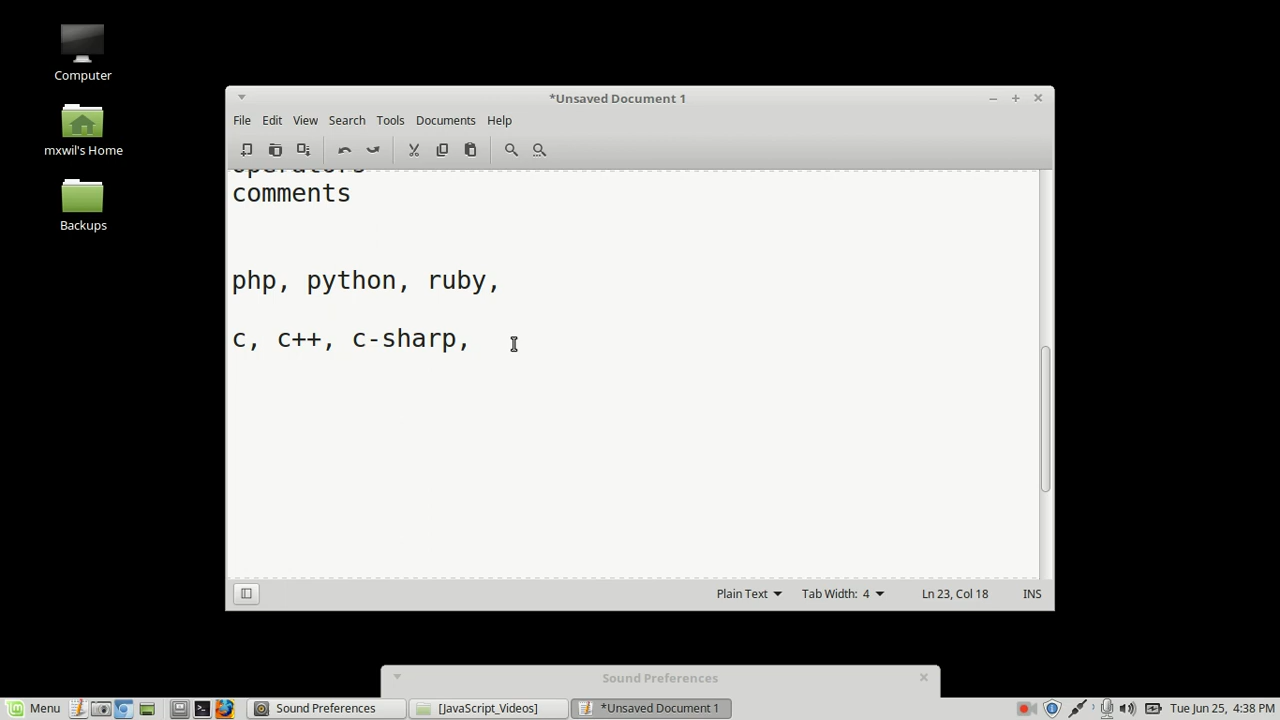 Computer
mxwil's Home
Backups
*Unsaved Document 1
File Edit View Search Tools Documents Help
operators
comments
php, python, ruby,
c, c++, c-sharp,
Plain Text Tab Width: 4 Ln 23, Col 18 INS
Sound Preferences
Menu Sound Preferences [JavaScript_Videos] *Unsaved Document 1 Tue Jun 25, 4:38 PM